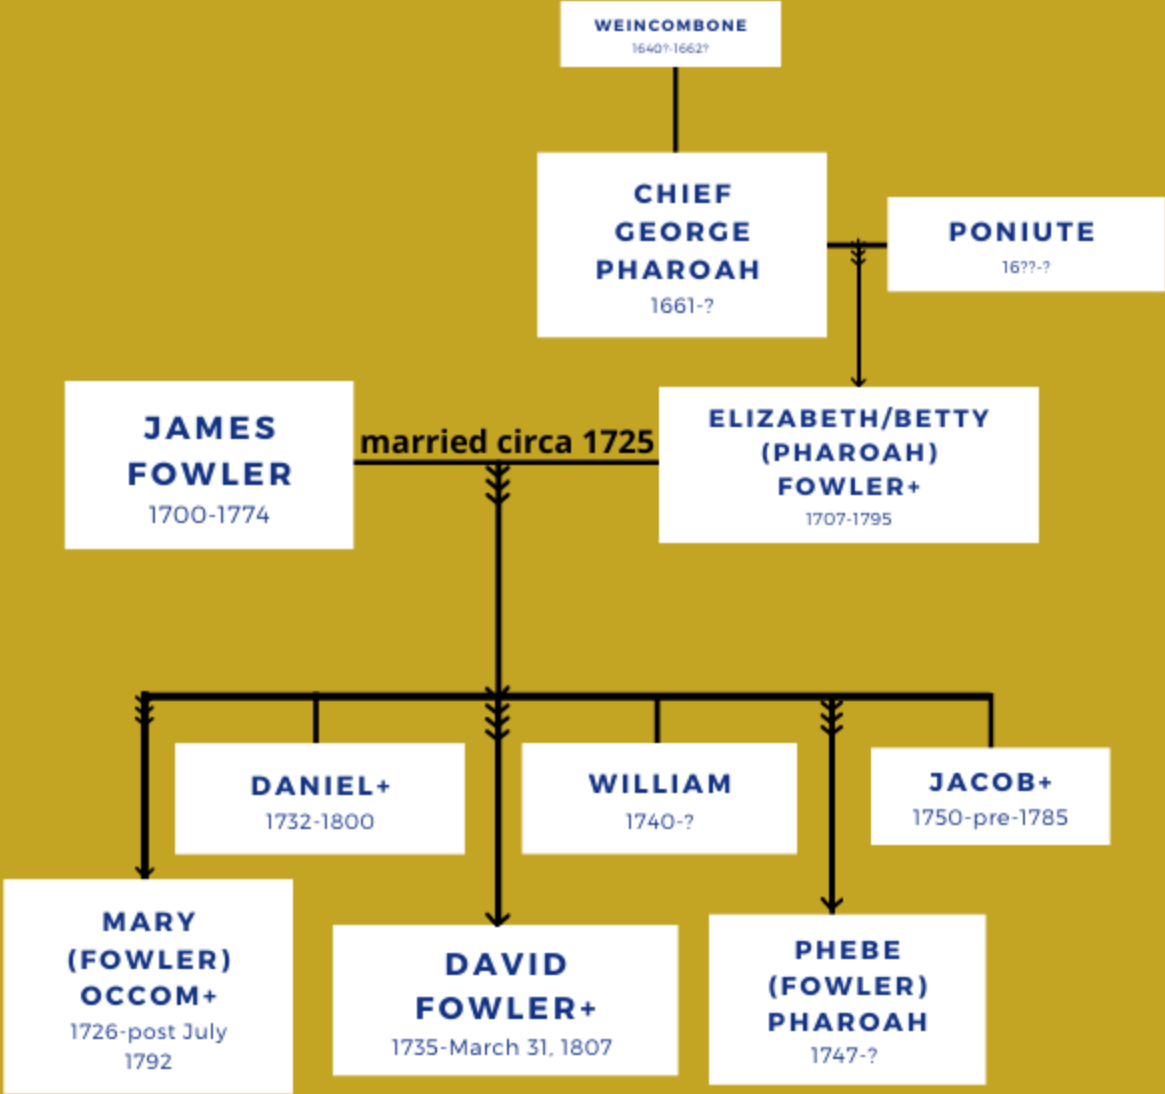 WEINCOMBONE
1640?-1662?
CHIEF
GEORGE
PHAROAH
1661-?
PONIUTE
16??-?
JAMES
FOWLER
1700-1774
married circa 1725
ELIZABETH/BETTY
(PHAROAH)
FOWLER+
1707-1795
DANIEL+
1732-1800
WILLIAM
1740-?
JACOB+
1750-pre-1785
MARY
(FOWLER)
OCCOM+
1726-post July
1792
DAVID
FOWLER+
1735-March 31, 1807
PHEBE
(FOWLER)
PHAROAH
1747-?